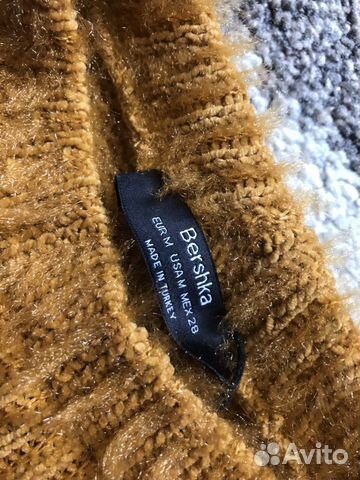 Bershka
EUR M USA M MEX 28
MADE IN TURKEY
Avito